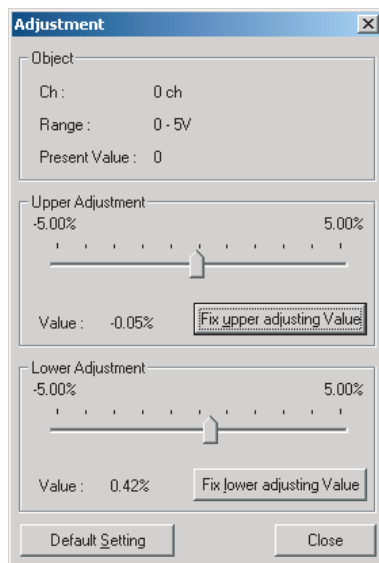 Adjustment
Object
Ch : 0 ch
Range : 0 - 5V
Present Value : 0
Upper Adjustment
-5.00% 5.00%
Value : -0.05% Fix upper adjusting Value
Lower Adjustment
-5.00% 5.00%
Value : 0.42% Fix lower adjusting Value
Default Setting Close